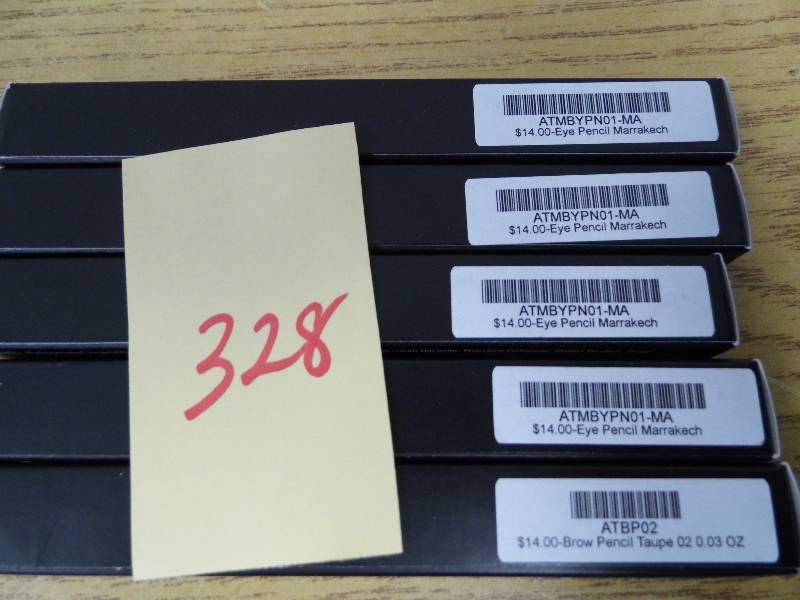 ATMBYPN01-MA
$14.00-Eye Pencil Marrakech
ATMBYPN01-MA
$14.00-Eye Pencil Marrakech
ATMBYPN01-MA
$14.00-Eye Pencil Marrakech
328
ATMBYPN01-MA
$14.00-Eye Pencil Marrakech
ATBP02
$14.00-Brow Pencil Taupe 02 0.03 OZ